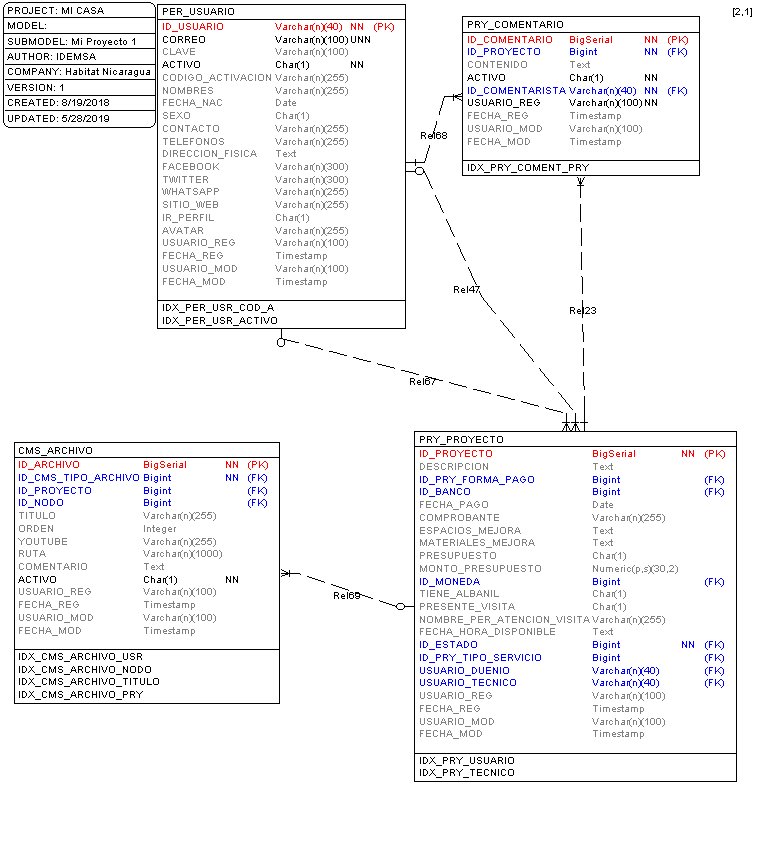 PROJECT: MI CASA
MODEL:
SUBMODEL: Mi Proyecto 1
AUTHOR: IDEMSA
COMPANY: Habitat Nicaragua
VERSION: 1
CREATED: 8/19/2018
UPDATED: 5/28/2019
[2,1]
PER_USUARIO
ID_USUARIO Varchar(n)(40) NN (PK)
CORREO Varchar(n)(100) UNN
CLAVE Varchar(n)(100)
ACTIVO Char(1) NN
CODIGO_ACTIVACION Varchar(n)(255)
NOMBRES Varchar(n)(255)
FECHA_NAC Date
SEXO Char(1)
CONTACTO Varchar(n)(255)
TELEFONOS Varchar(n)(255)
DIRECCION_FISICA Text
FACEBOOK Varchar(n)(300)
TWITTER Varchar(n)(300)
WHATSAPP Varchar(n)(255)
SITIO_WEB Varchar(n)(255)
IR_PERFIL Char(1)
AVATAR Varchar(n)(255)
USUARIO_REG Varchar(n)(100)
FECHA_REG Timestamp
USUARIO_MOD Varchar(n)(100)
FECHA_MOD Timestamp
IDX_PER_USR_COD_A
IDX_PER_USR_ACTIVO
PRY_COMENTARIO
ID_COMENTARIO BigSerial NN (PK)
ID_PROYECTO Bigint NN (FK)
CONTENIDO Text
ACTIVO Char(1) NN
ID_COMENTARISTA Varchar(n)(40) NN (FK)
USUARIO_REG Varchar(n)(100) NN
FECHA_REG Timestamp
USUARIO_MOD Varchar(n)(100)
FECHA_MOD Timestamp
IDX_PRY_COMENT_PRY
Rel68
Rel47
Rel23
Rel67
CMS_ARCHIVO
ID_ARCHIVO BigSerial NN (PK)
ID_CMS_TIPO_ARCHIVO Bigint NN (FK)
ID_PROYECTO Bigint (FK)
ID_NODO Bigint (FK)
TITULO Varchar(n)(255)
ORDEN Integer
YOUTUBE Varchar(n)(255)
RUTA Varchar(n)(1000)
COMENTARIO Text
ACTIVO Char(1) NN
USUARIO_REG Varchar(n)(100)
FECHA_REG Timestamp
USUARIO_MOD Varchar(n)(100)
FECHA_MOD Timestamp
IDX_CMS_ARCHIVO_USR
IDX_CMS_ARCHIVO_NODO
IDX_CMS_ARCHIVO_TITULO
IDX_CMS_ARCHIVO_PRY
Rel69
PRY_PROYECTO
ID_PROYECTO BigSerial NN (PK)
DESCRIPCION Text
ID_PRY_FORMA_PAGO Bigint (FK)
ID_BANCO Bigint (FK)
FECHA_PAGO Date
COMPROBANTE Varchar(n)(255)
ESPACIOS_MEJORA Text
MATERIALES_MEJORA Text
PRESUPUESTO Char(1)
MONTO_PRESUPUESTO Numeric(p,s)(30,2)
ID_MONEDA Bigint (FK)
TIENE_ALBANIL Char(1)
PRESENTE_VISITA Char(1)
NOMBRE_PER_ATENCION_VISITA Varchar(n)(255)
FECHA_HORA_DISPONIBLE Text
ID_ESTADO Bigint NN (FK)
ID_PRY_TIPO_SERVICIO Bigint (FK)
USUARIO_DUENIO Varchar(n)(40) (FK)
USUARIO_TECNICO Varchar(n)(40) (FK)
USUARIO_REG Varchar(n)(100)
FECHA_REG Timestamp
USUARIO_MOD Varchar(n)(100)
FECHA_MOD Timestamp
IDX_PRY_USUARIO
IDX_PRY_TECNICO